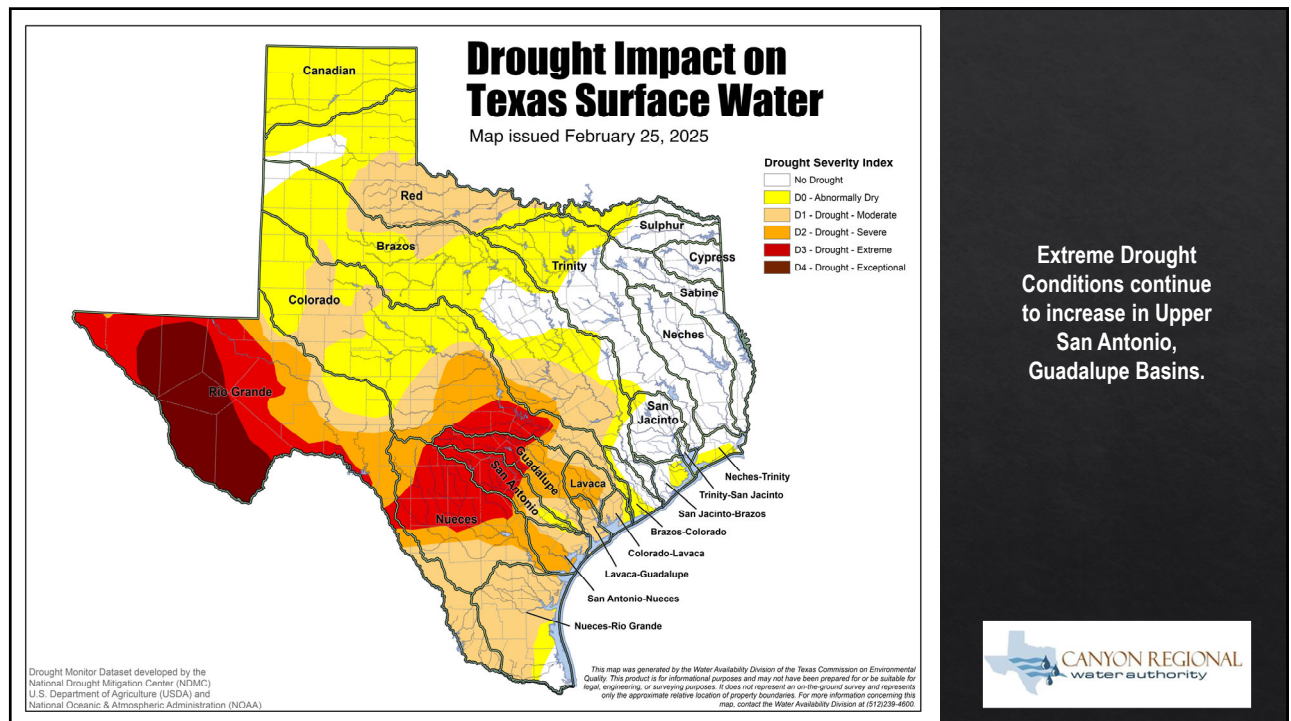 Drought Impact on
Texas Surface Water
Map issued February 25, 2025
Drought Severity Index
No Drought
D0 - Abnormally Dry
D1 - Drought - Moderate
D2 - Drought - Severe
D3 - Drought - Extreme
D4 - Drought - Exceptional
Canadian
Red
Sulphur
Cypress
Brazos
Trinity
Sabine
Colorado
Neches
Rio Grande
San
Jacinto
Guadalupe
San Antonio
Lavaca
Nueces
Neches-Trinity
Trinity-San Jacinto
San Jacinto-Brazos
Brazos-Colorado
Colorado-Lavaca
Lavaca-Guadalupe
San Antonio-Nueces
Nueces-Rio Grande
Drought Monitor Dataset developed by the
National Drought Mitigation Center (NDMC)
U.S. Department of Agriculture (USDA) and
National Oceanic & Atmospheric Administration (NOAA)
This map was generated by the Water Availability Division of the Texas Commission on Environmental
Quality. This product is for informational purposes and may not have been prepared for or be suitable for
legal, engineering, or surveying purposes. It does not represent an on-the-ground survey and represents
only the approximate relative location of property boundaries. For more information concerning this
map, contact the Water Availability Division at (512)239-4600.
Extreme Drought
Conditions continue
to increase in Upper
San Antonio,
Guadalupe Basins.
CANYON REGIONAL
water authority